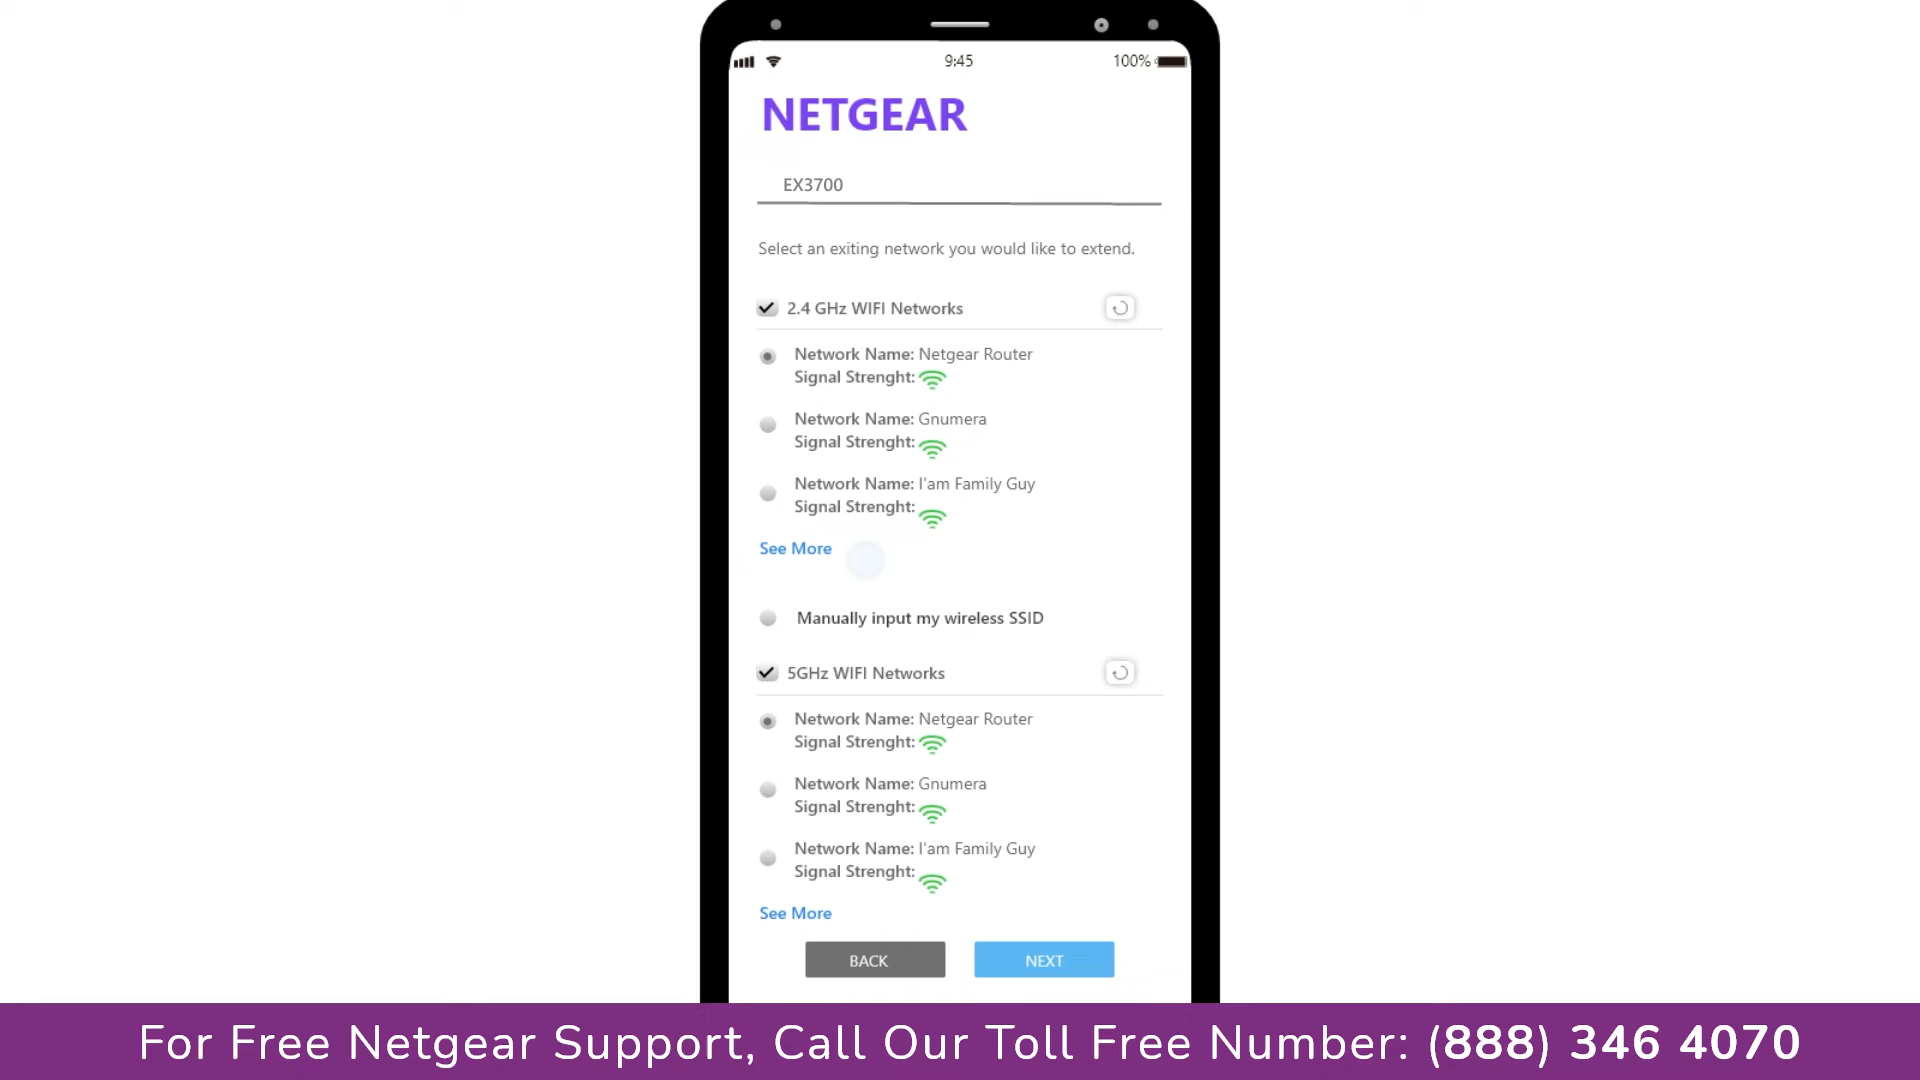 9:45
100%
NETGEAR
EX3700
Select an exiting network you would like to extend.
2.4 GHz WIFI Networks
Network Name: Netgear Router
Signal Strenght:
Network Name: Gnumera
Signal Strenght:
Network Name: I'am Family Guy
Signal Strenght:
See More
Manually input my wireless SSID
5GHz WIFI Networks
Network Name: Netgear Router
Signal Strenght:
Network Name: Gnumera
Signal Strenght:
Network Name: I'am Family Guy
Signal Strenght:
See More
BACK
NEXT
For Free Netgear Support, Call Our Toll Free Number: (888) 346 4070